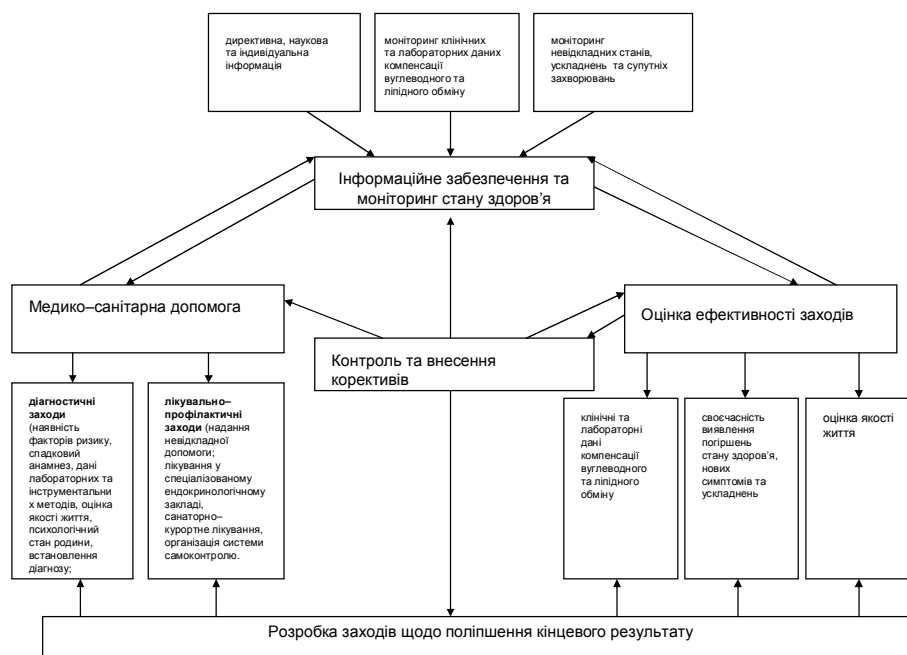 директивна, наукова
та індивідуальна
інформація
моніторинг клінічних
та лабораторних даних
компенсації
вуглеводного та
ліпідного обміну
моніторинг
невідкладних станів,
ускладнень та супутніх
захворювань
Інформаційне забезпечення та
моніторинг стану здоров’я
Медико–санітарна допомога
Оцінка ефективності заходів
Контроль та внесення
корективів
діагностичні
заходи
(наявність
факторів ризику,
спадковий
анамнез, дані
лабораторних та
інструментальни
х методів, оцінка
якості життя,
психологічний
стан родини,
встановлення
діагнозу;
лікувально–
профілактичні
заходи (надання
невідкладної
допомоги;
лікування у
спеціалізованому
ендокринологічному
закладі,
санаторно–
курортне лікування,
організація системи
самоконтролю.
клінічні та
лабораторні
дані
компенсації
вуглеводного
та ліпідного
обміну
своєчасність
виявлення
погіршень
стану здоров’я,
нових
симптомів та
ускладнень
оцінка якості
життя
Розробка заходів щодо поліпшення кінцевого результату